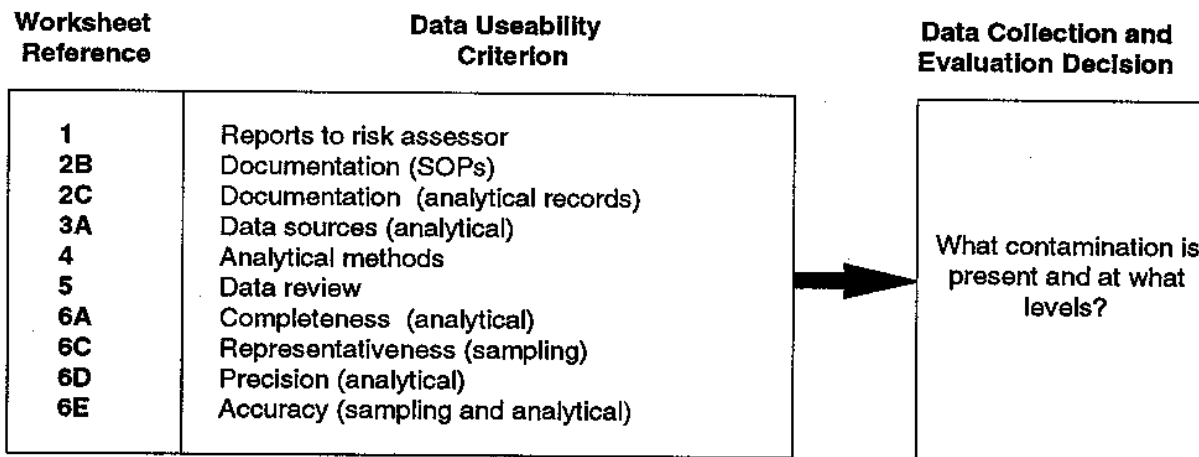 Worksheet Reference
Data Useability Criterion
Data Collection and Evaluation Decision
1 Reports to risk assessor
2B Documentation (SOPs)
2C Documentation (analytical records)
3A Data sources (analytical)
4 Analytical methods
5 Data review
6A Completeness (analytical)
6C Representativeness (sampling)
6D Precision (analytical)
6E Accuracy (sampling and analytical)
What contamination is
present and at what
levels?